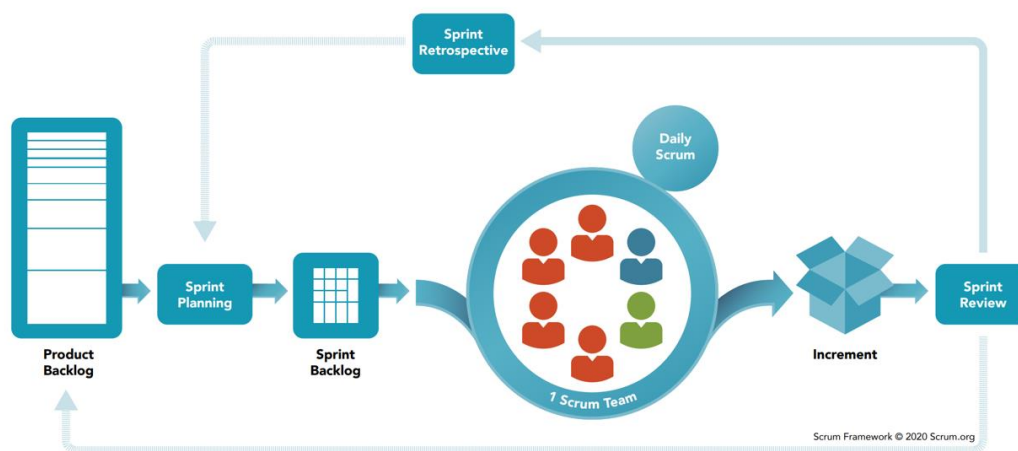 Sprint
Retrospective
Daily
Scrum
Sprint
Planning
Sprint
Review
Product
Backlog
Sprint
Backlog
Increment
1 Scrum Team
Scrum Framework © 2020 Scrum.org